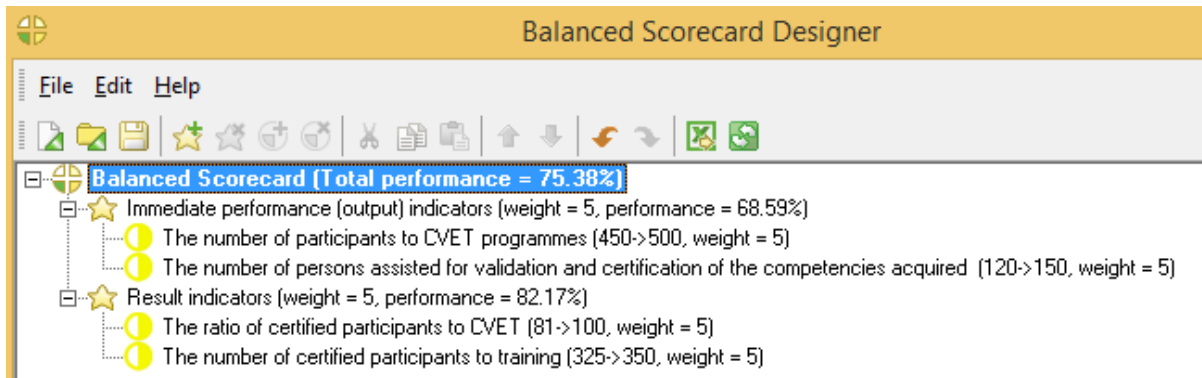 Balanced Scorecard Designer
File Edit Help
Balanced Scorecard (Total performance = 75.38%)
Immediate performance (output) indicators (weight = 5, performance = 68.59%)
The number of participants to CVET programmes (450->500, weight = 5)
The number of persons assisted for validation and certification of the competencies acquired (120->150, weight = 5)
Result indicators (weight = 5, performance = 82.17%)
The ratio of certified participants to CVET (81->100, weight = 5)
The number of certified participants to training (325->350, weight = 5)